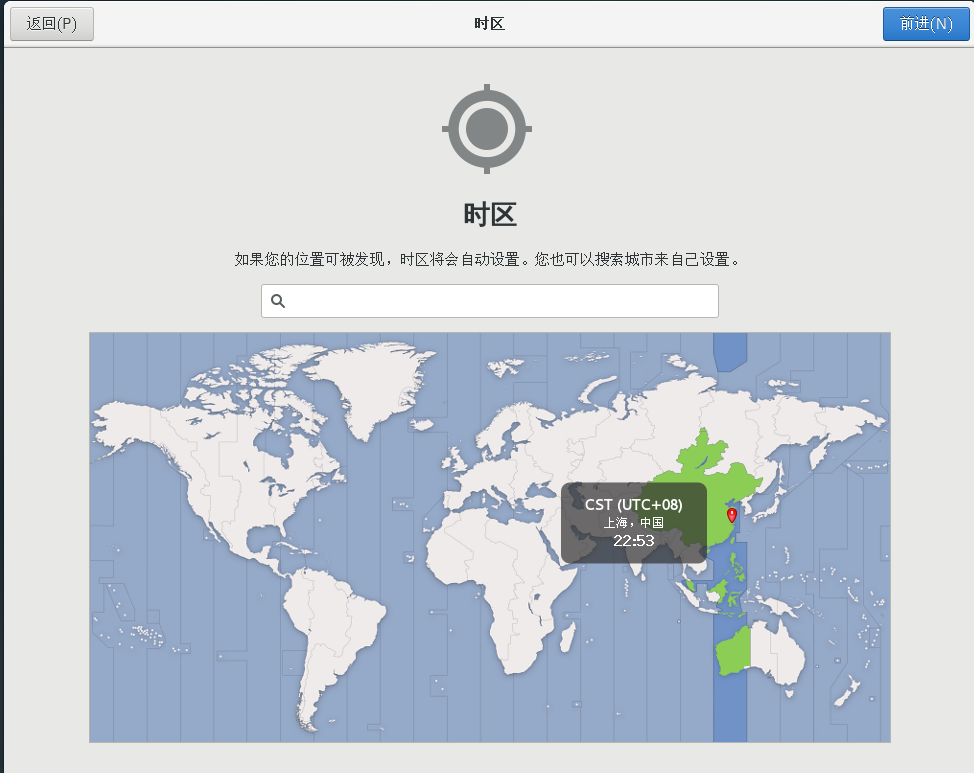 返回(P)
时区
前进(N)
时区
如果您的位置可被发现，时区将会自动设置。您也可以搜索城市来自己设置。
CST (UTC+08)
上海，中国
22:53